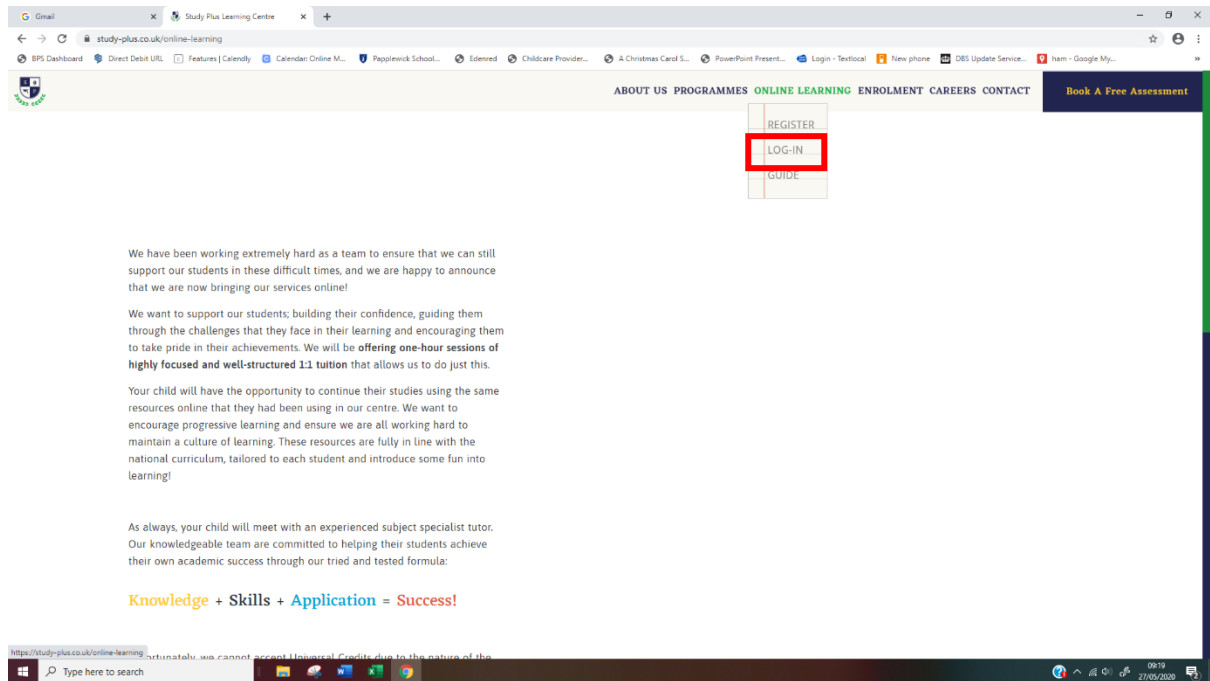 Gmail
Study Plus Learning Centre
study-plus.co.uk/online-learning
BPS Dashboard
Direct Debit URL
Features | Calendly
Calendar: Online M...
Papplewick School...
Edenred
Childcare Provider...
A Christmas Carol S...
PowerPoint Present...
Login - Textlocal
New phone
DBS Update Service...
ham - Google My...
ABOUT US PROGRAMMES ONLINE LEARNING ENROLMENT CAREERS CONTACT
Book A Free Assessment
REGISTER
LOG-IN
GUIDE
We have been working extremely hard as a team to ensure that we can still
support our students in these difficult times, and we are happy to announce
that we are now bringing our services online!
We want to support our students; building their confidence, guiding them
through the challenges that they face in their learning and encouraging them
to take pride in their achievements. We will be offering one-hour sessions of
highly focused and well-structured 1:1 tuition that allows us to do just this.
Your child will have the opportunity to continue their studies using the same
resources online that they had been using in our centre. We want to
encourage progressive learning and ensure we are all working hard to
maintain a culture of learning. These resources are fully in line with the
national curriculum, tailored to each student and introduce some fun into
learning!
As always, your child will meet with an experienced subject specialist tutor.
Our knowledgeable team are committed to helping their students achieve
their own academic success through our tried and tested formula:
Knowledge + Skills + Application = Success!
https://study-plus.co.uk/online-learning
ortunately, we cannot accept Universal Credits due to the nature of the
Type here to search
09:19
27/05/2020